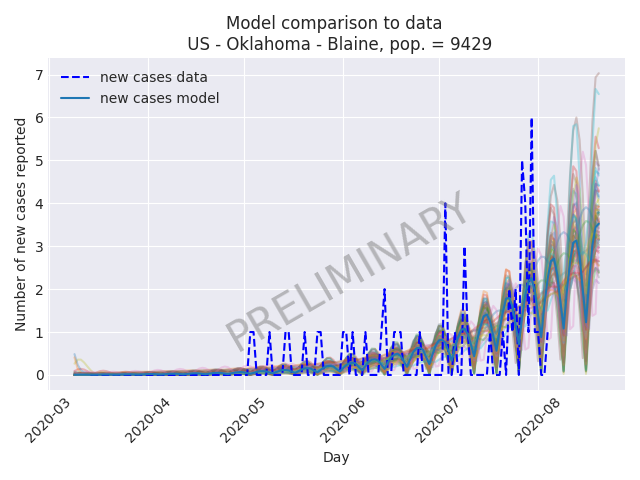 Model comparison to data
US - Oklahoma - Blaine, pop. = 9429
new cases data
new cases model
PRELIMINARY
Number of new cases reported
7
6
5
4
3
2
1
0
2020-03
2020-04
2020-05
2020-06
2020-07
2020-08
Day